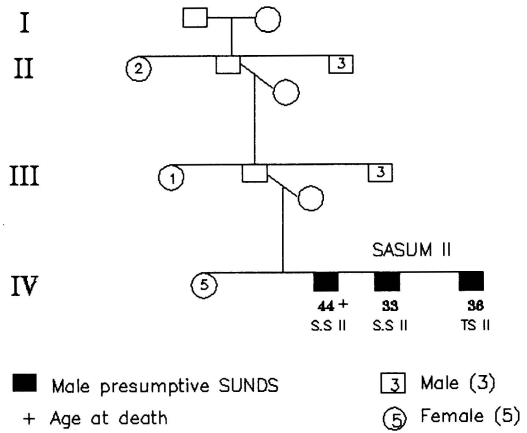 I
II
2
3
III
1
3
SASUM II
IV
5
44 + 33 36
S.S II S.S II TS II
Male presumptive SUNDS
3 Male (3)
+ Age at death
5 Female (5)